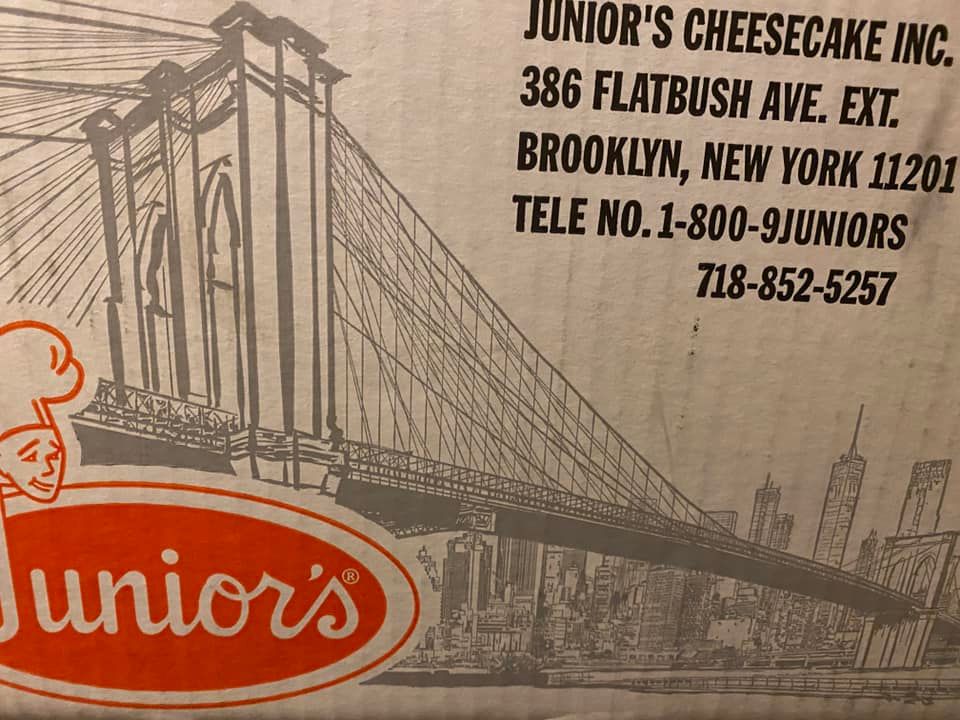 JUNIOR'S CHEESECAKE INC.
386 FLATBUSH AVE. EXT.
BROOKLYN, NEW YORK 11201
TELE NO. 1-800-9JUNIORS
718-852-5257
Junior's®